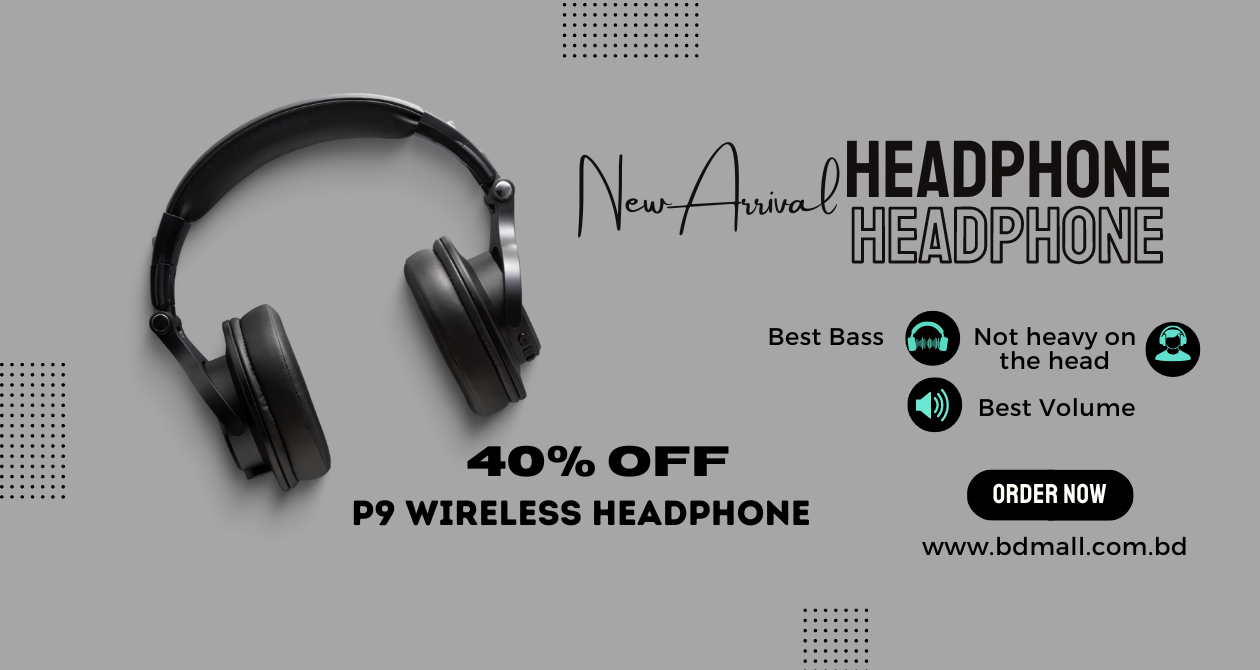 New Arrival
HEADPHONE
HEADPHONE
Best Bass
Not heavy on
the head
Best Volume
40% OFF
P9 WIRELESS HEADPHONE
ORDER NOW
www.bdmall.com.bd